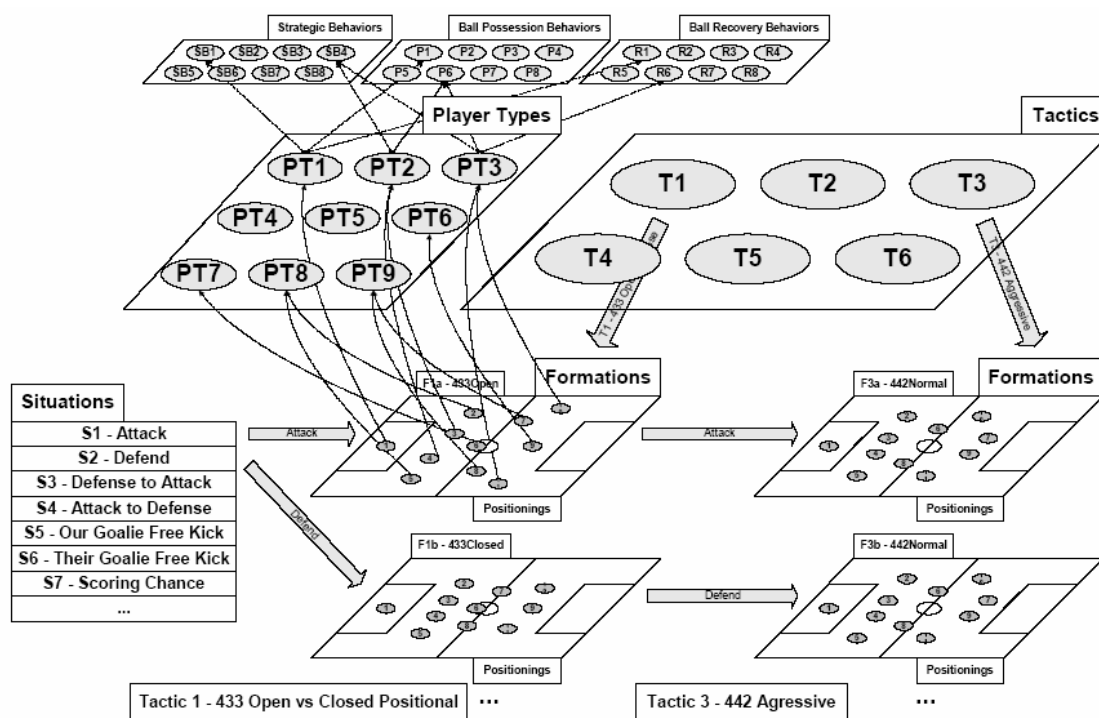 Strategic Behaviors
Ball Possession Behaviors
Ball Recovery Behaviors
SB1 SB2 SB3 SB4
P1 P2 P3 P4
R1 R2 R3 R4
SB5 SB6 SB7 SB8
P5 P6 P7 P8
R5 R6 R7 R8
Player Types
Tactics
PT1 PT2 PT3
T1 T2 T3
PT4 PT5 PT6
T4 T5 T6
PT7 PT8 PT9
T1 - 433 Ope
T3 - 442 Aggressive
F1a - 433Open
Formations
F3a - 442Normal
Formations
Situations
S1 - Attack
S2 - Defend
S3 - Defense to Attack
S4 - Attack to Defense
S5 - Our Goalie Free Kick
S6 - Their Goalie Free Kick
S7 - Scoring Chance
...
Attack
Attack
Positionings
Positionings
Defend
F1b - 433Closed
F3b - 442Normal
Defend
Positionings
Positionings
Tactic 1 - 433 Open vs Closed Positional
...
Tactic 3 - 442 Agressive
...